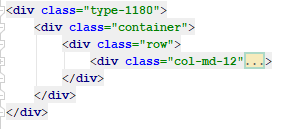 <div class="type-1180">
<div class="container">
<div class="row">
<div class="col-md-12"...>
</div>
</div>
</div>